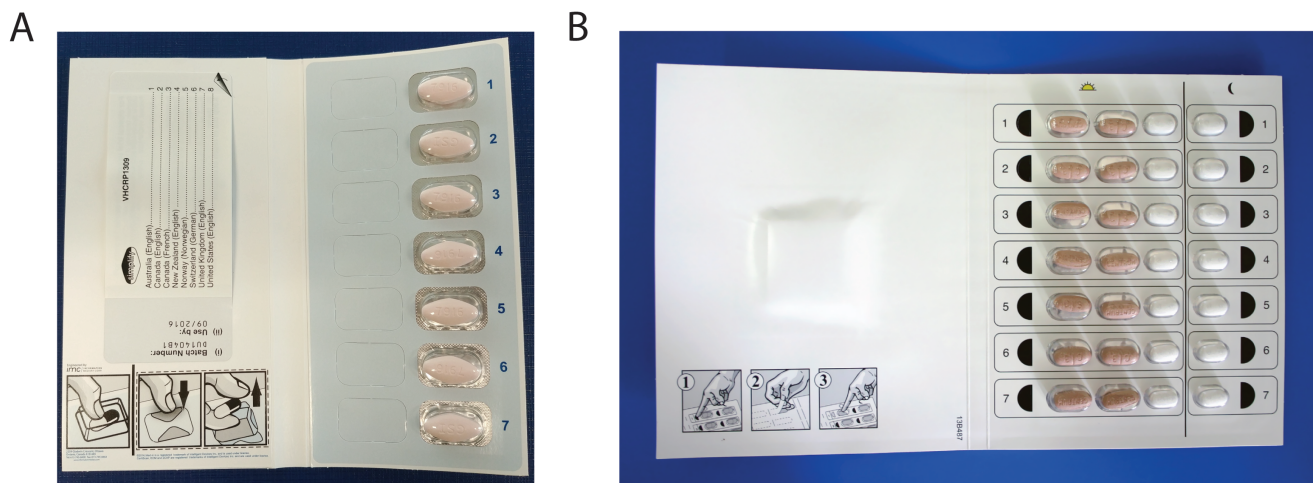 A
B
VHCRP1309
Australia (English)..........1
Canada (English)..........2
Canada (French)..........3
New Zealand (English)..........4
Norway (Norwegian)..........5
Switzerland (German)..........6
United Kingdom (English)..........7
United States (English)..........8
(i) Batch Number:
DU1404B1
(ii) Use by:
09/2016
imc
1
2
3
4
5
6
7
1 1
2 2
3 3
4 4
5 5
6 6
7 7
1 2 3
13B487